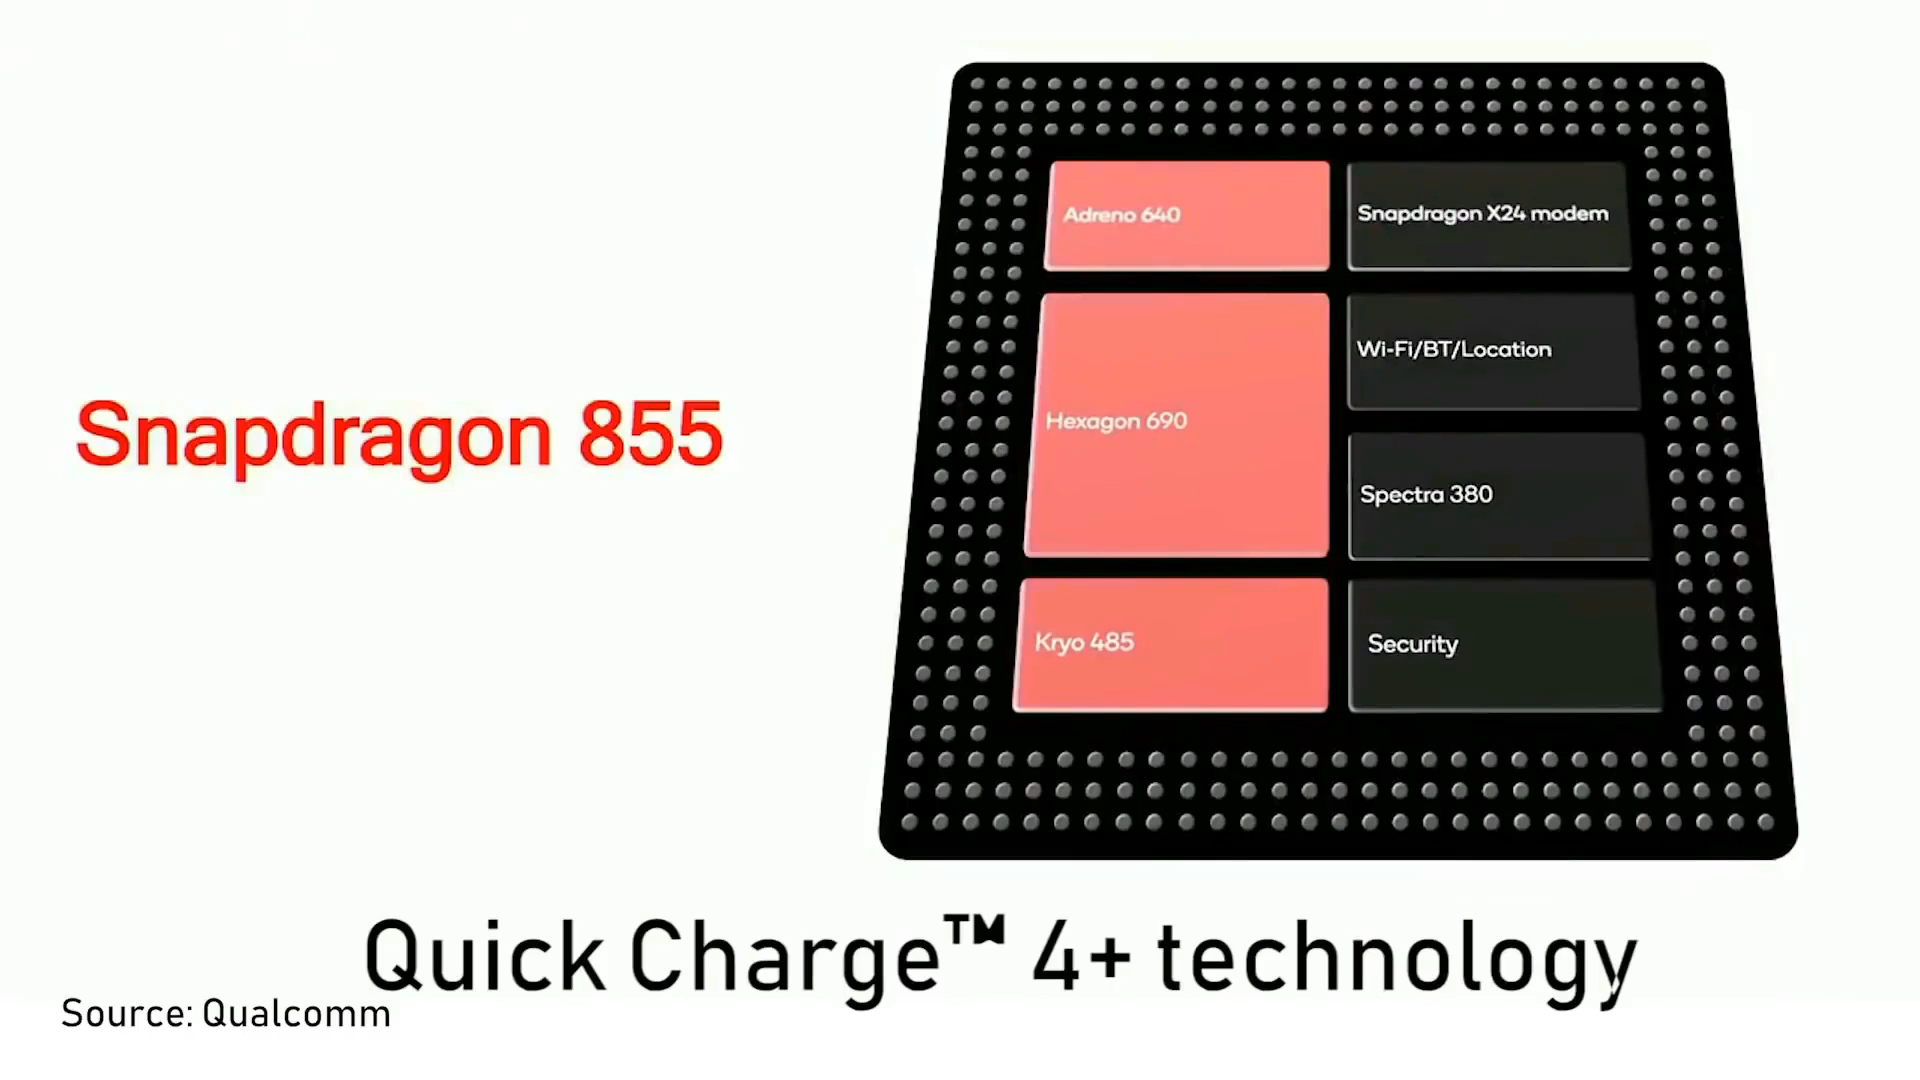 Snapdragon 855
Adreno 640
Hexagon 690
Kryo 485
Snapdragon X24 modem
Wi-Fi/BT/Location
Spectra 380
Security
Quick Charge™ 4+ technology
Source: Qualcomm